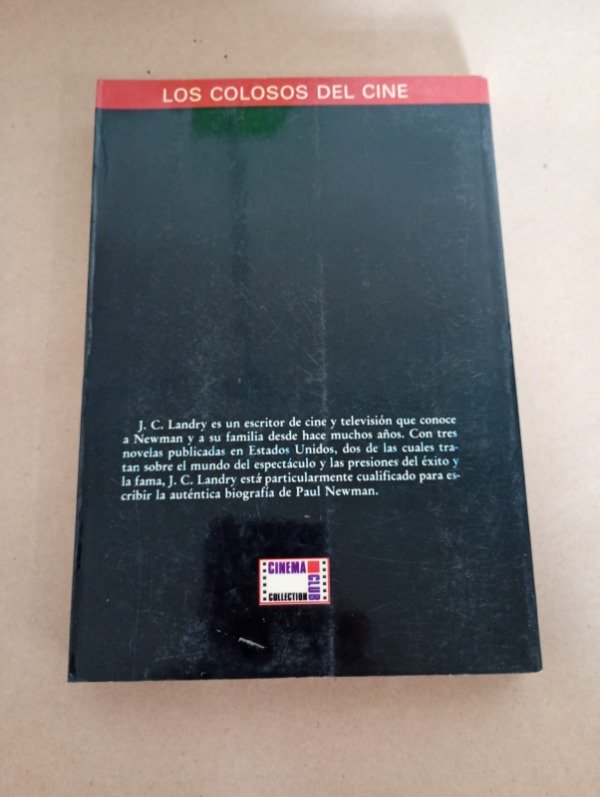 LOS COLOSOS DEL CINE
J. C. Landry es un escritor de cine y televisión que conoce
a Newman y a su familia desde hace muchos años. Con tres
novelas publicadas en Estados Unidos, dos de las cuales tra-
tan sobre el mundo del espectáculo y las presiones del éxito y
la fama, J. C. Landry está particularmente cualificado para es-
cribir la auténtica biografía de Paul Newman.
CINEMA
CLUB
COLLECTION